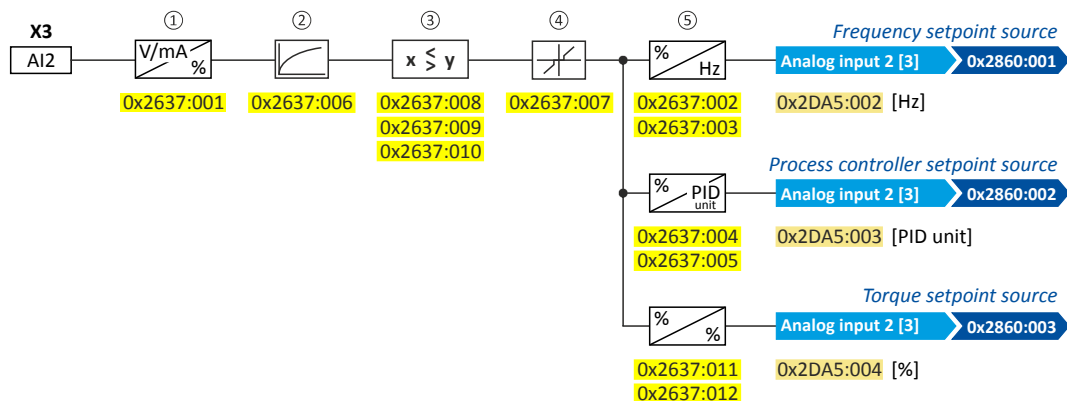 ① ② ③ ④ ⑤
X3
AI2
V/mA
%
x ≶ y
%
Hz
Frequency setpoint source
Analog input 2 [3] 0x2860:001
0x2637:001
0x2637:006
0x2637:008
0x2637:009
0x2637:010
0x2637:007
0x2637:002
0x2637:003
0x2DA5:002 [Hz]
Process controller setpoint source
%
PID
unit
Analog input 2 [3] 0x2860:002
0x2637:004
0x2637:005
0x2DA5:003 [PID unit]
Torque setpoint source
%
%
Analog input 2 [3] 0x2860:003
0x2637:011
0x2637:012
0x2DA5:004 [%]